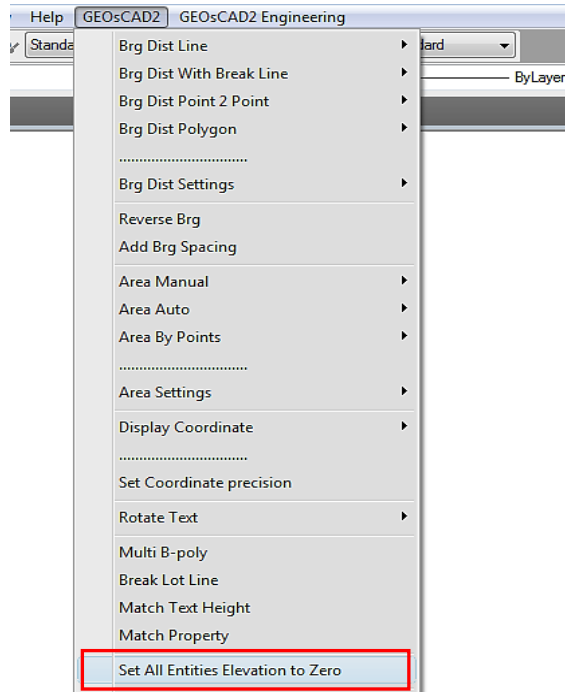 Help GEOsCAD2 GEOsCAD2 Engineering
Standa dard
ByLayer
Brg Dist Line
Brg Dist With Break Line
Brg Dist Point 2 Point
Brg Dist Polygon
................................
Brg Dist Settings
Reverse Brg
Add Brg Spacing
Area Manual
Area Auto
Area By Points
................................
Area Settings
Display Coordinate
................................
Set Coordinate precision
Rotate Text
Multi B-poly
Break Lot Line
Match Text Height
Match Property
Set All Entities Elevation to Zero